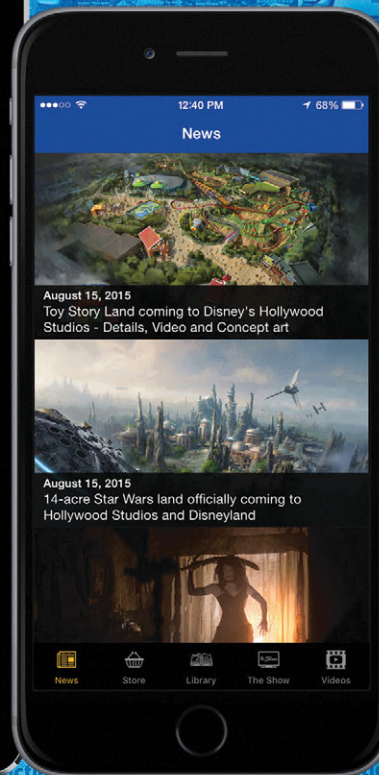 12:40 PM
68%
News
August 15, 2015
Toy Story Land coming to Disney's Hollywood
Studios - Details, Video and Concept art
August 15, 2015
14-acre Star Wars land officially coming to
Hollywood Studios and Disneyland
News Store Library The Show Videos